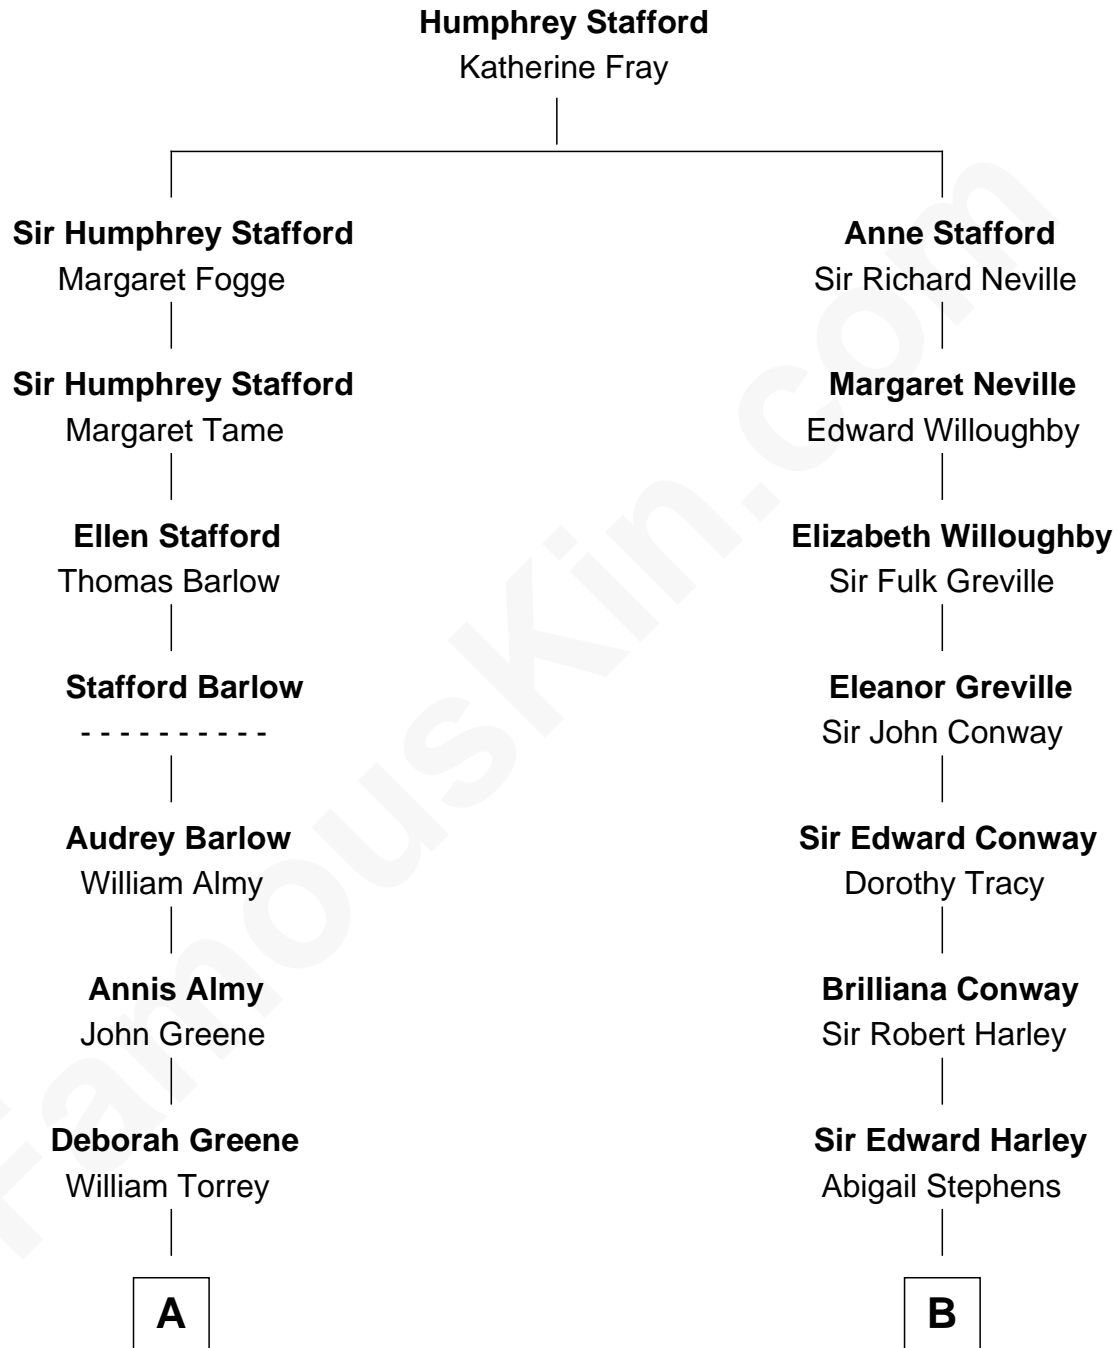 Humphrey Stafford
Katherine Fray
Sir Humphrey Stafford
Margaret Fogge
Sir Humphrey Stafford
Margaret Tame
Ellen Stafford
Thomas Barlow
Stafford Barlow
- - - - - - - - - -
Audrey Barlow
William Almy
Annis Almy
John Greene
Deborah Greene
William Torrey
A
Anne Stafford
Sir Richard Neville
Margaret Neville
Edward Willoughby
Elizabeth Willoughby
Sir Fulk Greville
Eleanor Greville
Sir John Conway
Sir Edward Conway
Dorothy Tracy
Brilliana Conway
Sir Robert Harley
Sir Edward Harley
Abigail Stephens
B
FamousKin.com